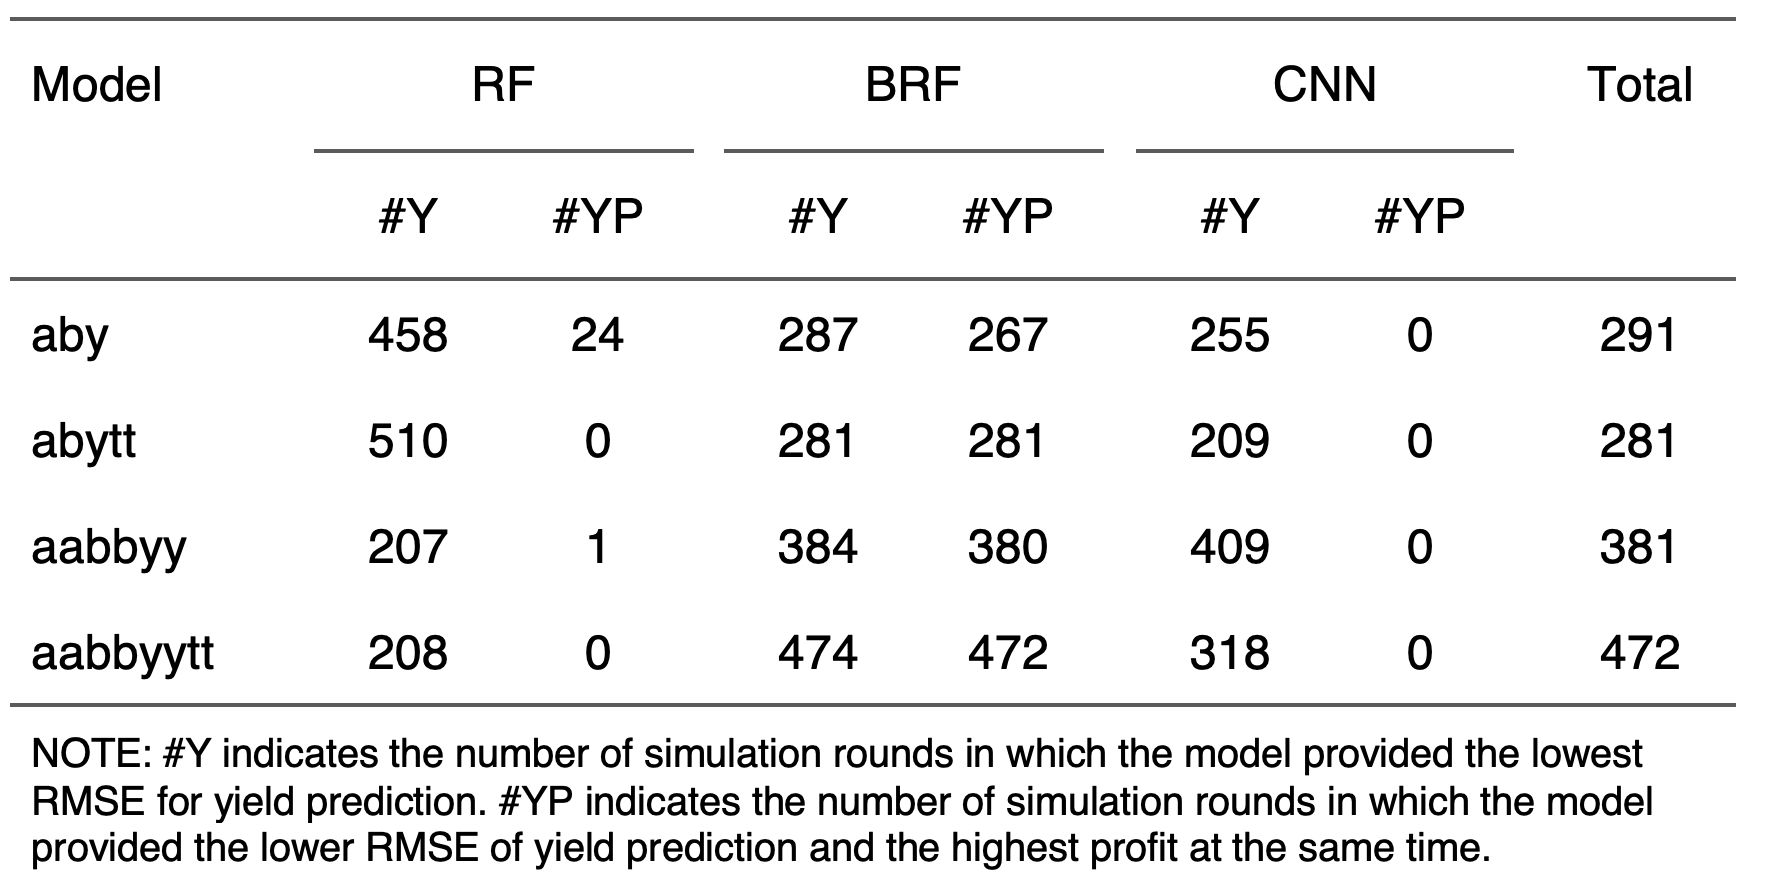 Model RF BRF CNN Total
#Y #YP #Y #YP #Y #YP
aby 458 24 287 267 255 0 291
abytt 510 0 281 281 209 0 281
aabbyy 207 1 384 380 409 0 381
aabbyytt 208 0 474 472 318 0 472
NOTE: #Y indicates the number of simulation rounds in which the model provided the lowest
RMSE for yield prediction. #YP indicates the number of simulation rounds in which the model
provided the lower RMSE of yield prediction and the highest profit at the same time.